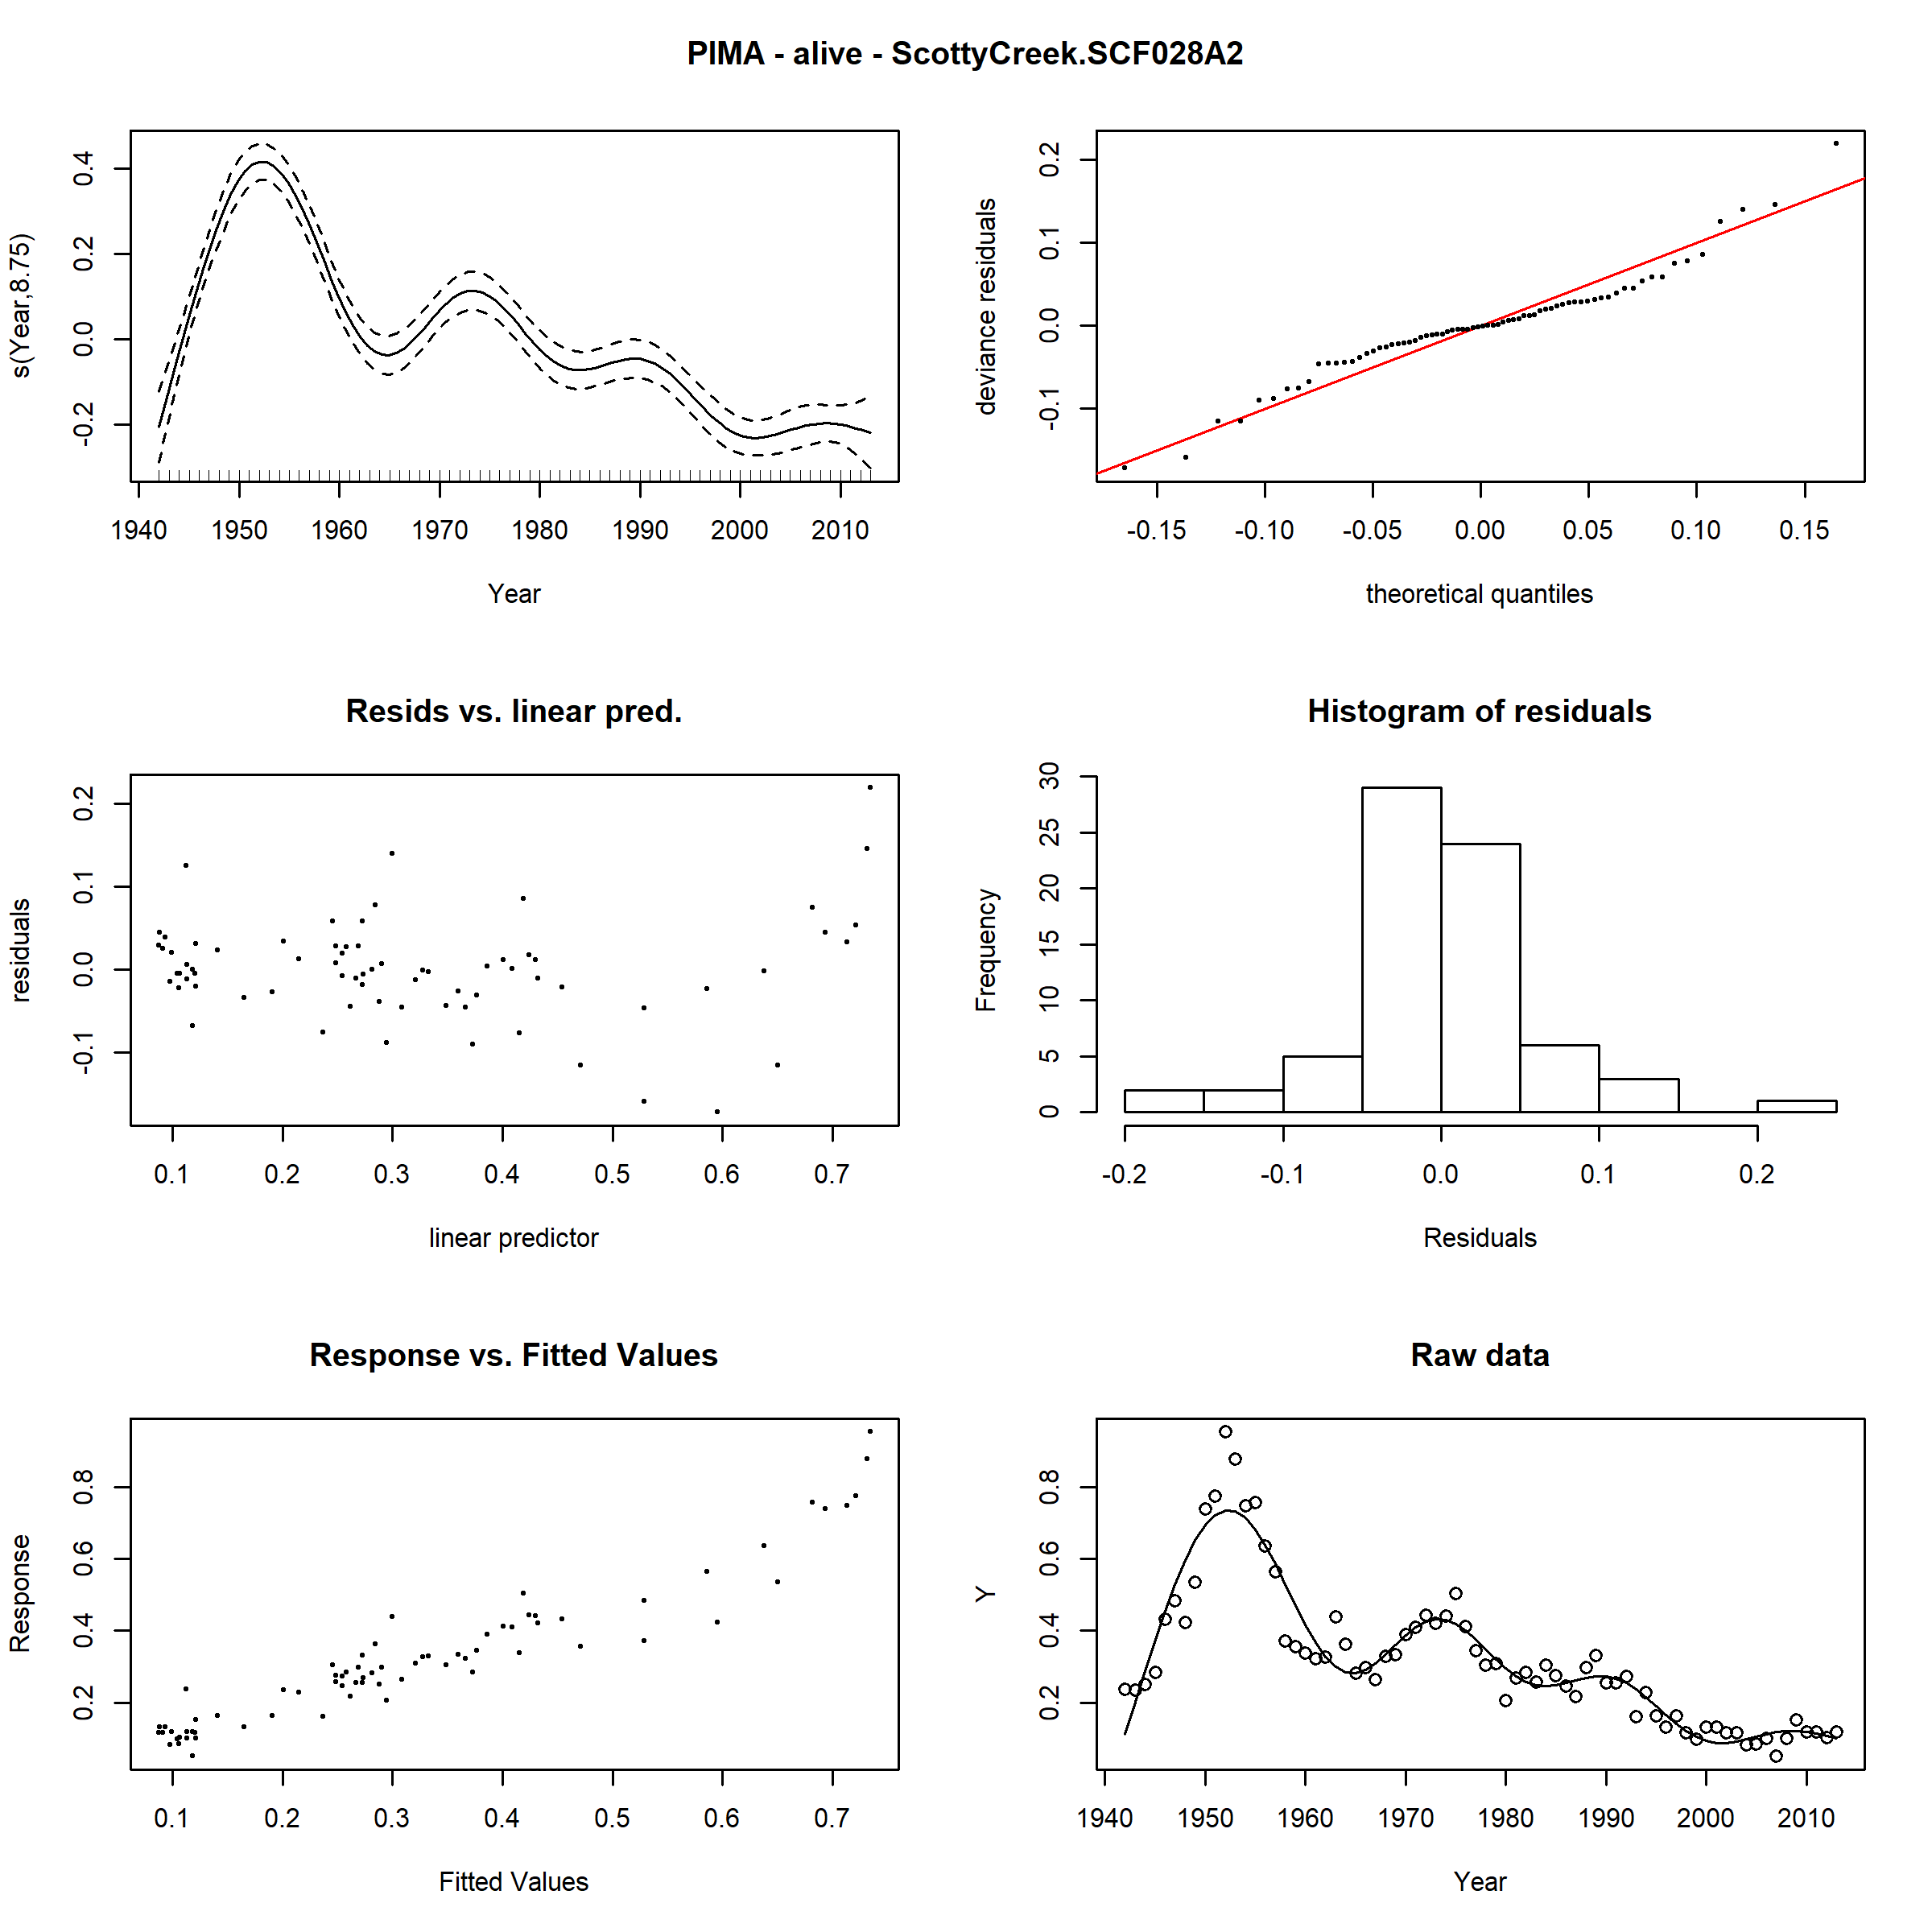 PIMA - alive - ScottyCreek.SCF028A2
s(Year,8.75)
-0.2 0.0 0.2 0.4
1940 1950 1960 1970 1980 1990 2000 2010
Year
deviance residuals
-0.1 0.0 0.1 0.2
-0.15 -0.10 -0.05 0.00 0.05 0.10 0.15
theoretical quantiles
Resids vs. linear pred.
residuals
-0.1 0.0 0.1 0.2
0.1 0.2 0.3 0.4 0.5 0.6 0.7
linear predictor
Histogram of residuals
Frequency
0 5 10 15 20 25 30
-0.2 -0.1 0.0 0.1 0.2
Residuals
Response vs. Fitted Values
Response
0.2 0.4 0.6 0.8
0.1 0.2 0.3 0.4 0.5 0.6 0.7
Fitted Values
Raw data
Y
0.2 0.4 0.6 0.8
1940 1950 1960 1970 1980 1990 2000 2010
Year